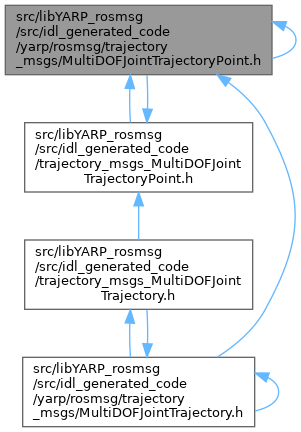 src/libYARP_rosmsg
/src/idl_generated_code
/yarp/rosmsg/trajectory
_msgs/MultiDOFJointTrajectoryPoint.h
src/libYARP_rosmsg
/src/idl_generated_code
/trajectory_msgs_MultiDOFJoint
TrajectoryPoint.h
src/libYARP_rosmsg
/src/idl_generated_code
/trajectory_msgs_MultiDOFJoint
Trajectory.h
src/libYARP_rosmsg
/src/idl_generated_code
/yarp/rosmsg/trajectory
_msgs/MultiDOFJointTrajectory.h